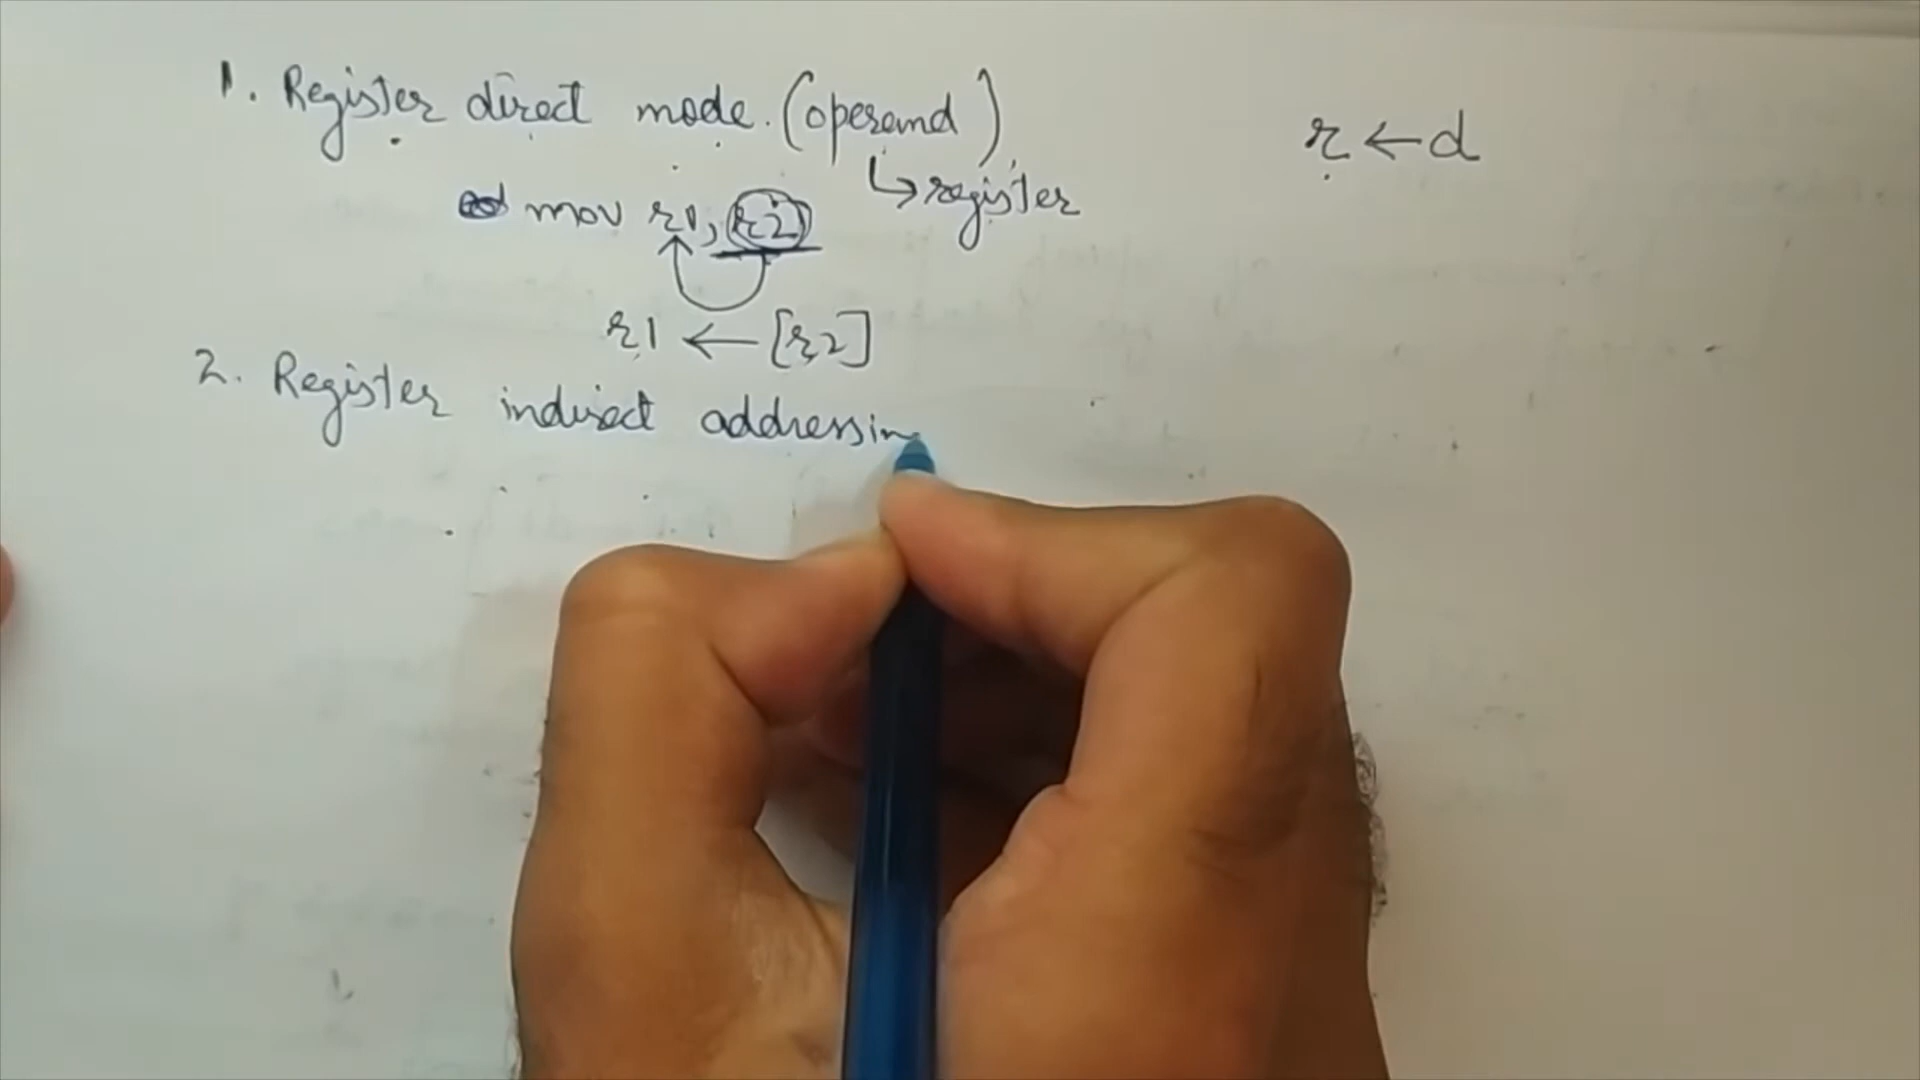 1. Register direct mode. (operand)
r ← d
↳ register
mov r1, r2
r1 ← [r2]
2. Register indirect addressin